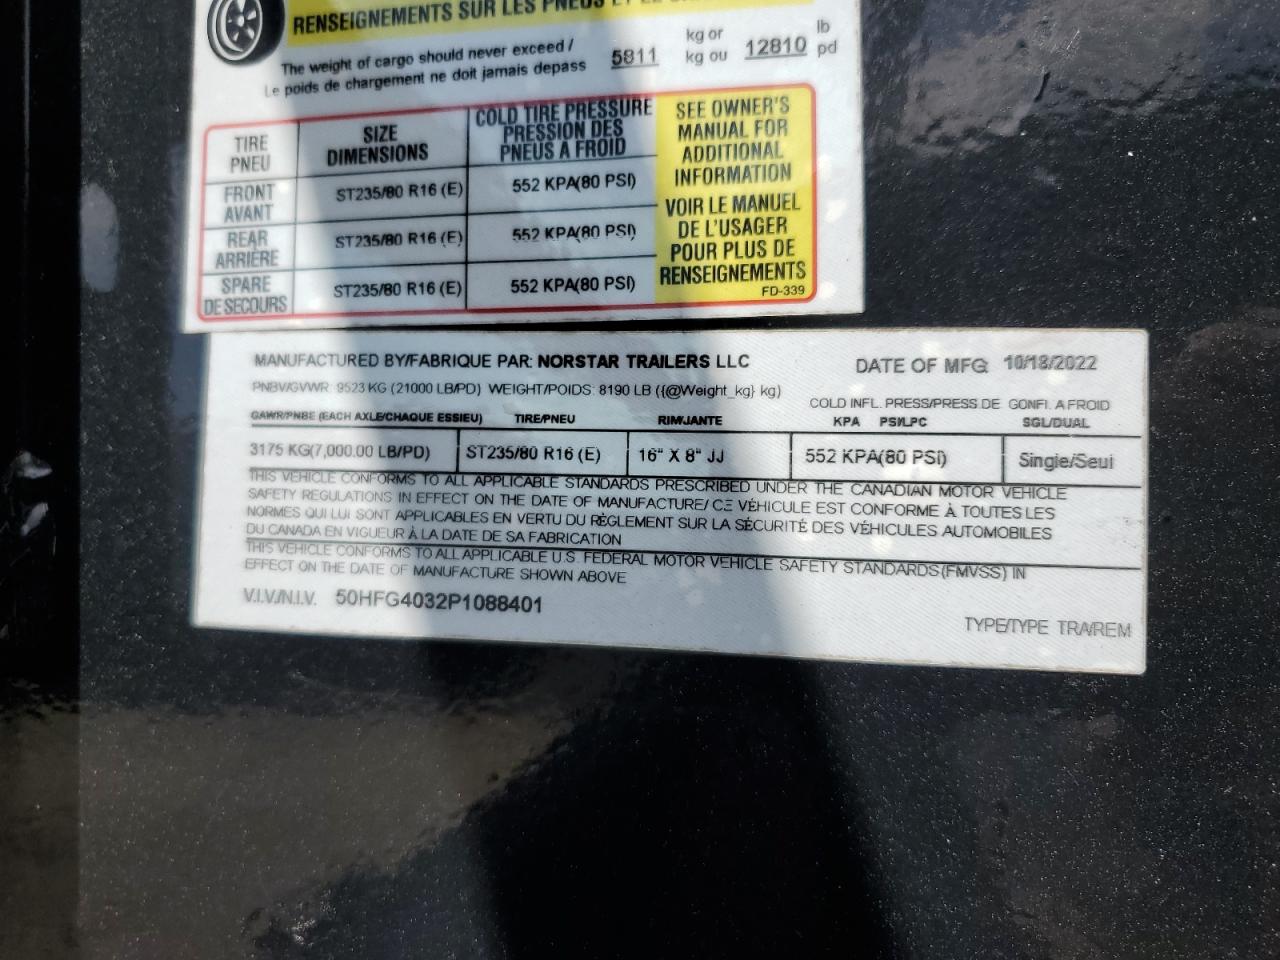 RENSEIGNEMENTS SUR LES PNEUS ET LE
The weight of cargo should never exceed / 5811 kg or 12810 lb
Le poids de chargement ne doit jamais depass kg ou pd
TIRE PNEU
SIZE DIMENSIONS
COLD TIRE PRESSURE
PRESSION DES
PNEUS A FROID
FRONT AVANT ST235/80 R16 (E) 552 KPA(80 PSI)
REAR ARRIÈRE ST235/80 R16 (E) 552 KPA(80 PSI)
SPARE DE SECOURS ST235/80 R16 (E) 552 KPA(80 PSI)
SEE OWNER'S
MANUAL FOR
ADDITIONAL
INFORMATION
VOIR LE MANUEL
DE L'USAGER
POUR PLUS DE
RENSEIGNEMENTS
FD-339
MANUFACTURED BY/FABRIQUE PAR: NORSTAR TRAILERS LLC DATE OF MFG: 10/18/2022
PNBV/GVWR: 9523 KG (21000 LB/PD) WEIGHT/POIDS: 8190 LB ({@Weight_kg} kg)
COLD INFL. PRESS/PRESS.DE GONFL. A FROID
GAWR/PNBE (EACH AXLE/CHAQUE ESSIEU) TIRE/PNEU RIM/JANTE KPA PSI/LPC SGL/DUAL
3175 KG(7,000.00 LB/PD) ST235/80 R16 (E) 16" X 8" JJ 552 KPA(80 PSI) Single/Seul
THIS VEHICLE CONFORMS TO ALL APPLICABLE STANDARDS PRESCRIBED UNDER THE CANADIAN MOTOR VEHICLE
SAFETY REGULATIONS IN EFFECT ON THE DATE OF MANUFACTURE/ CE VÉHICULE EST CONFORME À TOUTES LES
NORMES QUI LUI SONT APPLICABLES EN VERTU DU RÈGLEMENT SUR LA SÉCURITÉ DES VÉHICULES AUTOMOBILES
DU CANADA EN VIGUEUR À LA DATE DE SA FABRICATION
THIS VEHICLE CONFORMS TO ALL APPLICABLE U.S. FEDERAL MOTOR VEHICLE SAFETY STANDARDS (FMVSS) IN
EFFECT ON THE DATE OF MANUFACTURE SHOWN ABOVE
V.I.V./N.I.V. 50HFG4032P1088401
TYPE/TYPE TRA/REM